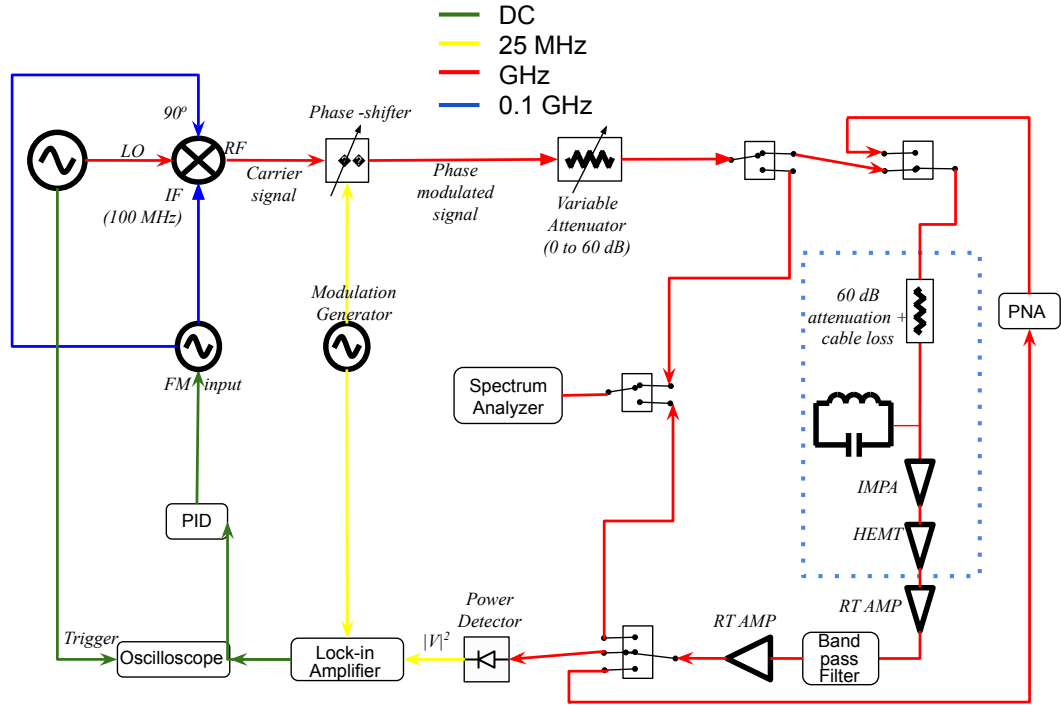 DC
25 MHz
GHz
0.1 GHz
90º
Phase -shifter
LO
RF
Carrier
signal
IF
(100 MHz)
Phase
modulated
signal
Variable
Attenuator
(0 to 60 dB)
60 dB
attenuation +
cable loss
PNA
Modulation
Generator
FM input
Spectrum
Analyzer
IMPA
PID
HEMT
RT AMP
Power
Detector
RT AMP
Trigger
Oscilloscope
Lock-in
Amplifier
|V|²
Band
pass
Filter